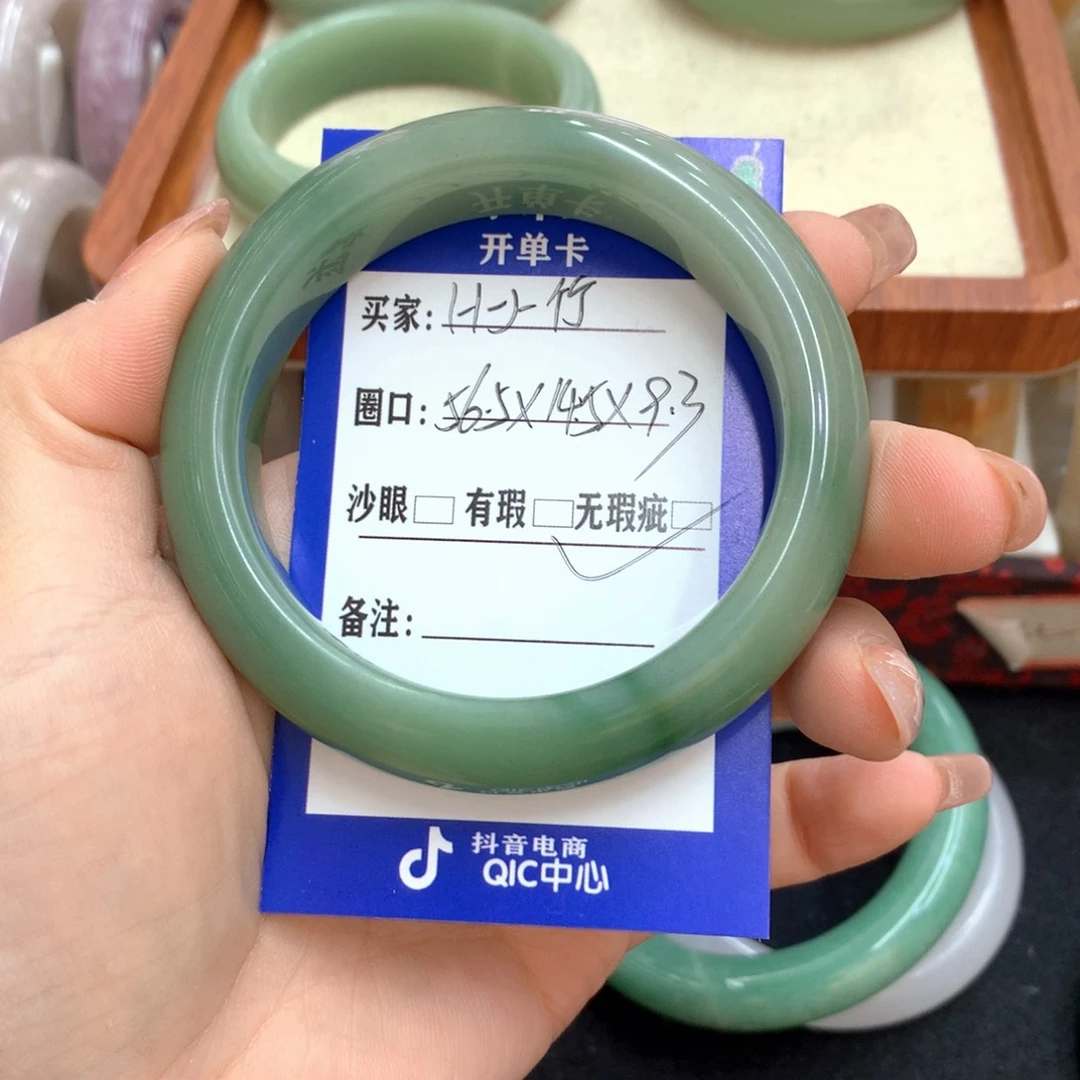 开单卡
买家:
圈口: 56.5X14.5X9.3
沙眼 有瑕 无瑕疵
备注:
抖音电商
QIC中心